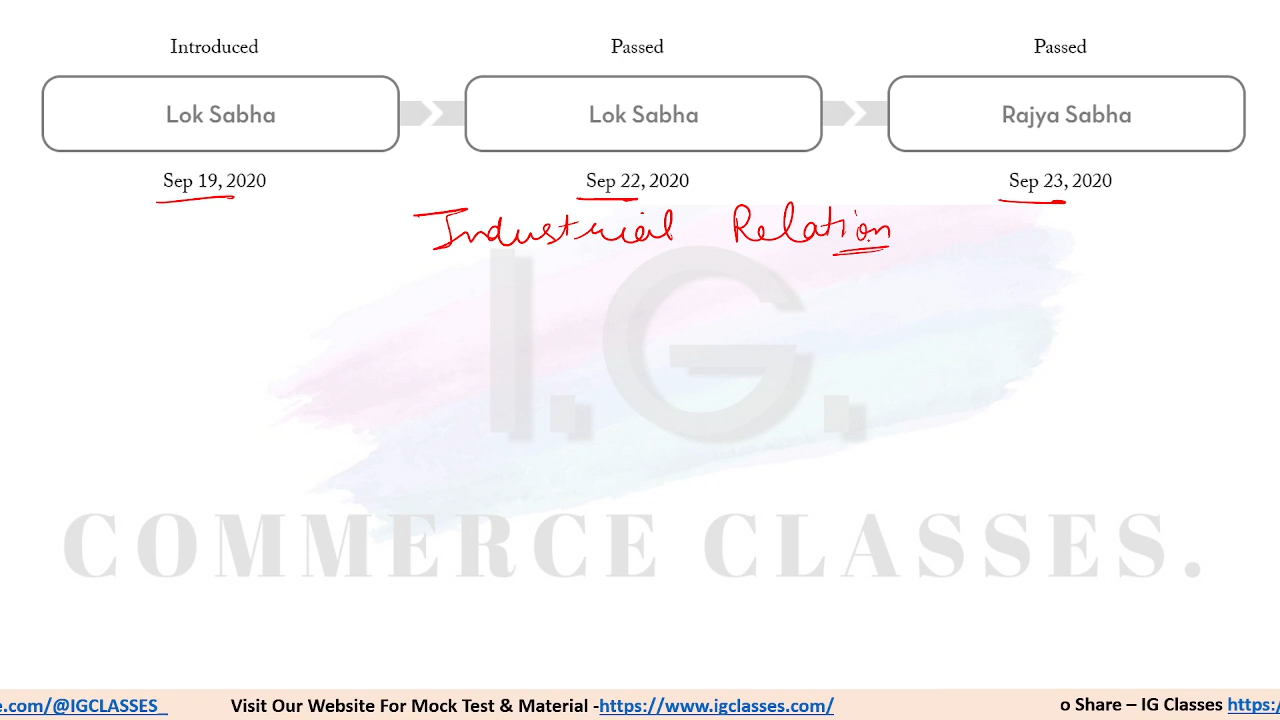 Introduced Passed Passed
Lok Sabha Lok Sabha Rajya Sabha
Sep 19, 2020 Sep 22, 2020 Sep 23, 2020
Industrial Relation
I.G.
COMMERCE CLASSES.
e.com/@IGCLASSES_ Visit Our Website For Mock Test & Material -https://www.igclasses.com/ o Share – IG Classes https:/